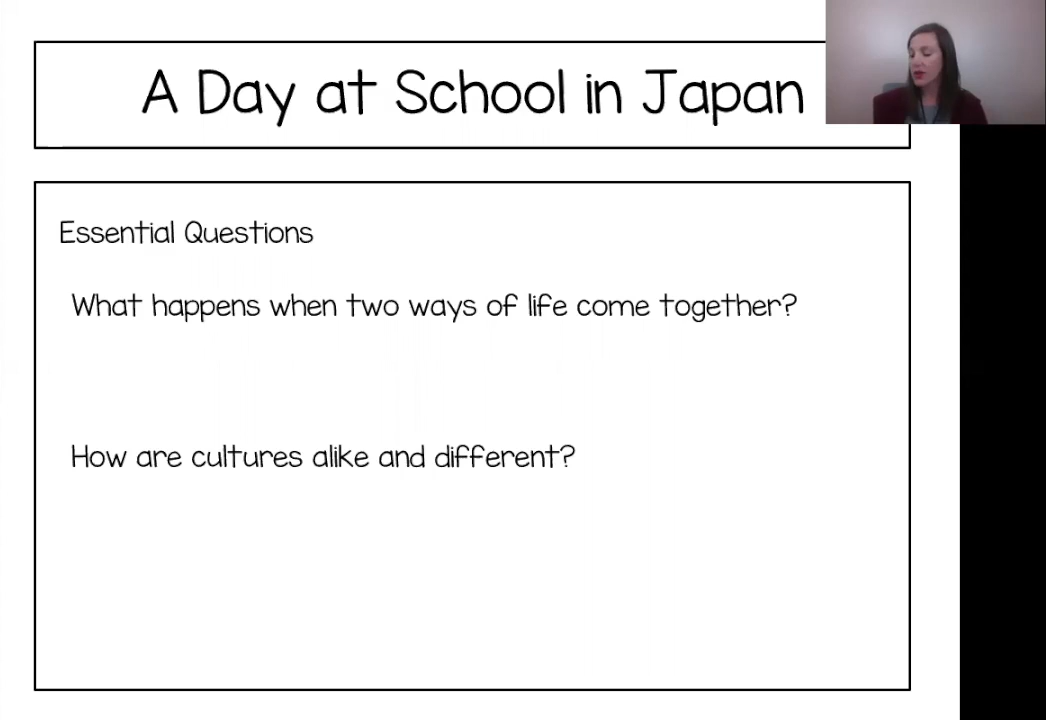 A Day at School in Japan
Essential Questions
What happens when two ways of life come together?
How are cultures alike and different?